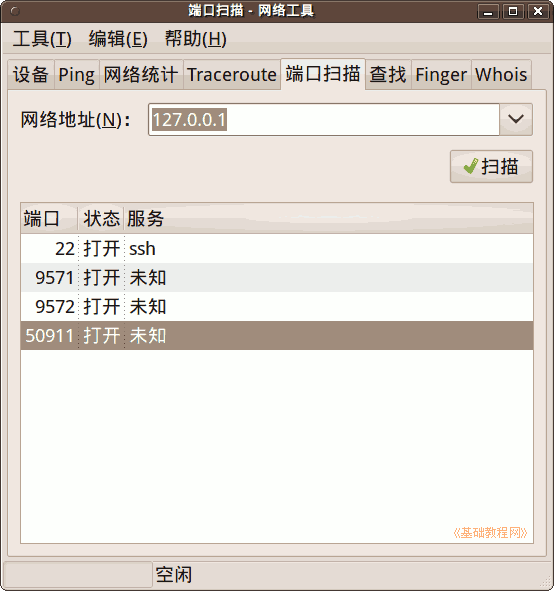 端口扫描 - 网络工具
工具(T) 编辑(E) 帮助(H)
设备 Ping 网络统计 Traceroute 端口扫描 查找 Finger Whois
网络地址(N)： 127.0.0.1
扫描
端口 状态 服务
22 打开 ssh
9571 打开 未知
9572 打开 未知
50911 打开 未知
《基础教程网》
空闲